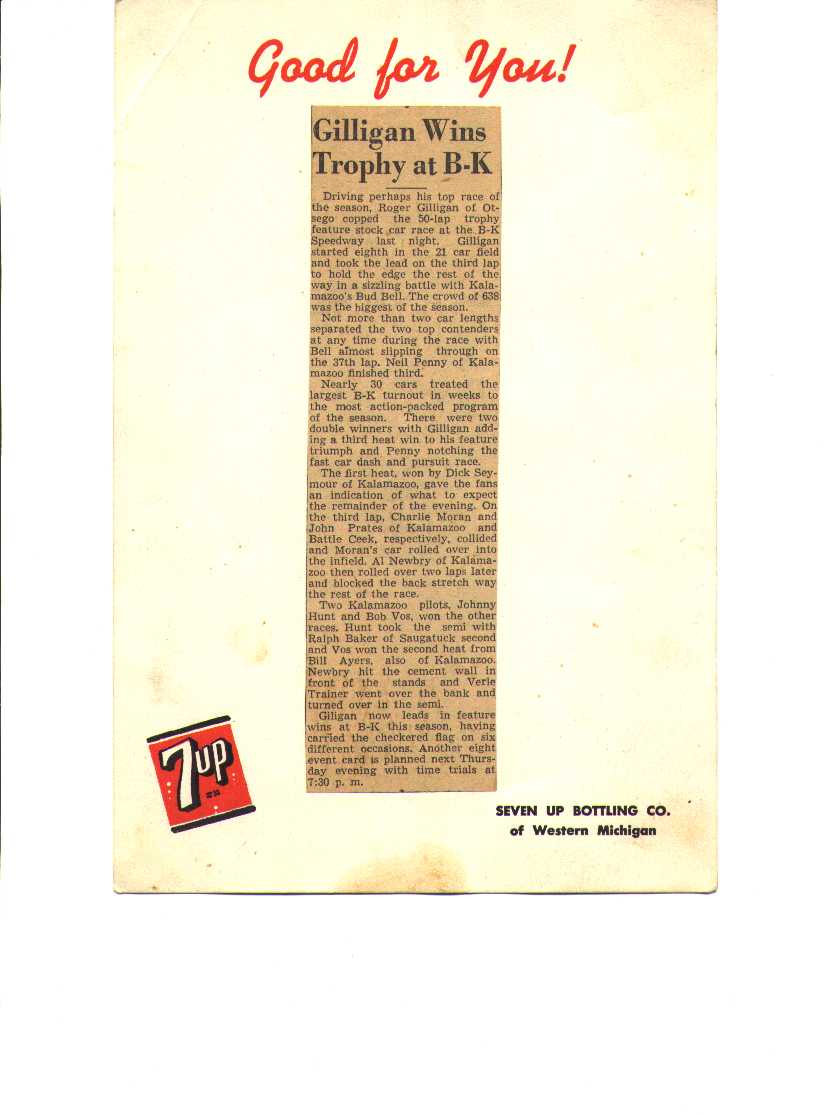 Good for You!
Gilligan Wins
Trophy at B-K
Driving perhaps his top race of
the season, Roger Gilligan of Ot-
sego copped the 50-lap trophy
feature stock car race at the B-K
Speedway last night. Gilligan
started eighth in the 21 car field
and took the lead on the third lap
to hold the edge the rest of the
way in a sizzling battle with Kala-
mazoo's Bud Bell. The crowd of 638
was the biggest of the season.
Not more than two car lengths
separated the two top contenders
at any time during the race with
Bell almost slipping through on
the 37th lap. Neil Penny of Kala-
mazoo finished third.
Nearly 30 cars treated the
largest B-K turnout in weeks to
the most action-packed program
of the season. There were two
double winners with Gilligan add-
ing a third heat win to his feature
triumph and Penny notching the
fast car dash and pursuit race.
The first heat, won by Dick Sey-
mour of Kalamazoo, gave the fans
an indication of what to expect
the remainder of the evening. On
the third lap, Charlie Moran and
John Prates of Kalamazoo and
Battle Ceek, respectively, collided
and Moran's car rolled over into
the infield. Al Newbry of Kalama-
zoo then rolled over two laps later
and blocked the back stretch way
the rest of the race.
Two Kalamazoo pilots, Johnny
Hunt and Bob Vos, won the other
races. Hunt took the semi with
Ralph Baker of Saugatuck second
and Vos won the second heat from
Bill Ayers, also of Kalamazoo.
Newbry hit the cement wall in
front of the stands and Verle
Trainer went over the bank and
turned over in the semi.
Giligan now leads in feature
wins at B-K this season, having
carried the checkered flag on six
different occasions. Another eight
event card is planned next Thurs-
day evening with time trials at
7:30 p. m.
7up
SEVEN UP BOTTLING CO.
of Western Michigan